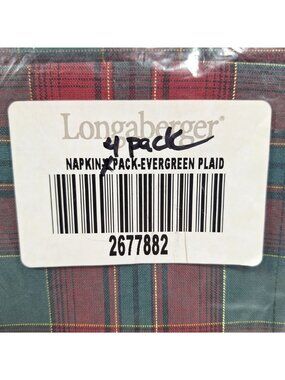 Longaberger®
4 pack
NAPKIN- PACK-EVERGREEN PLAID
2677882